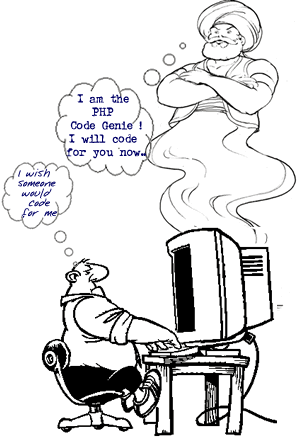 I am the
PHP
Code Genie !
I will code
for you now..
I wish
someone
would
code
for me